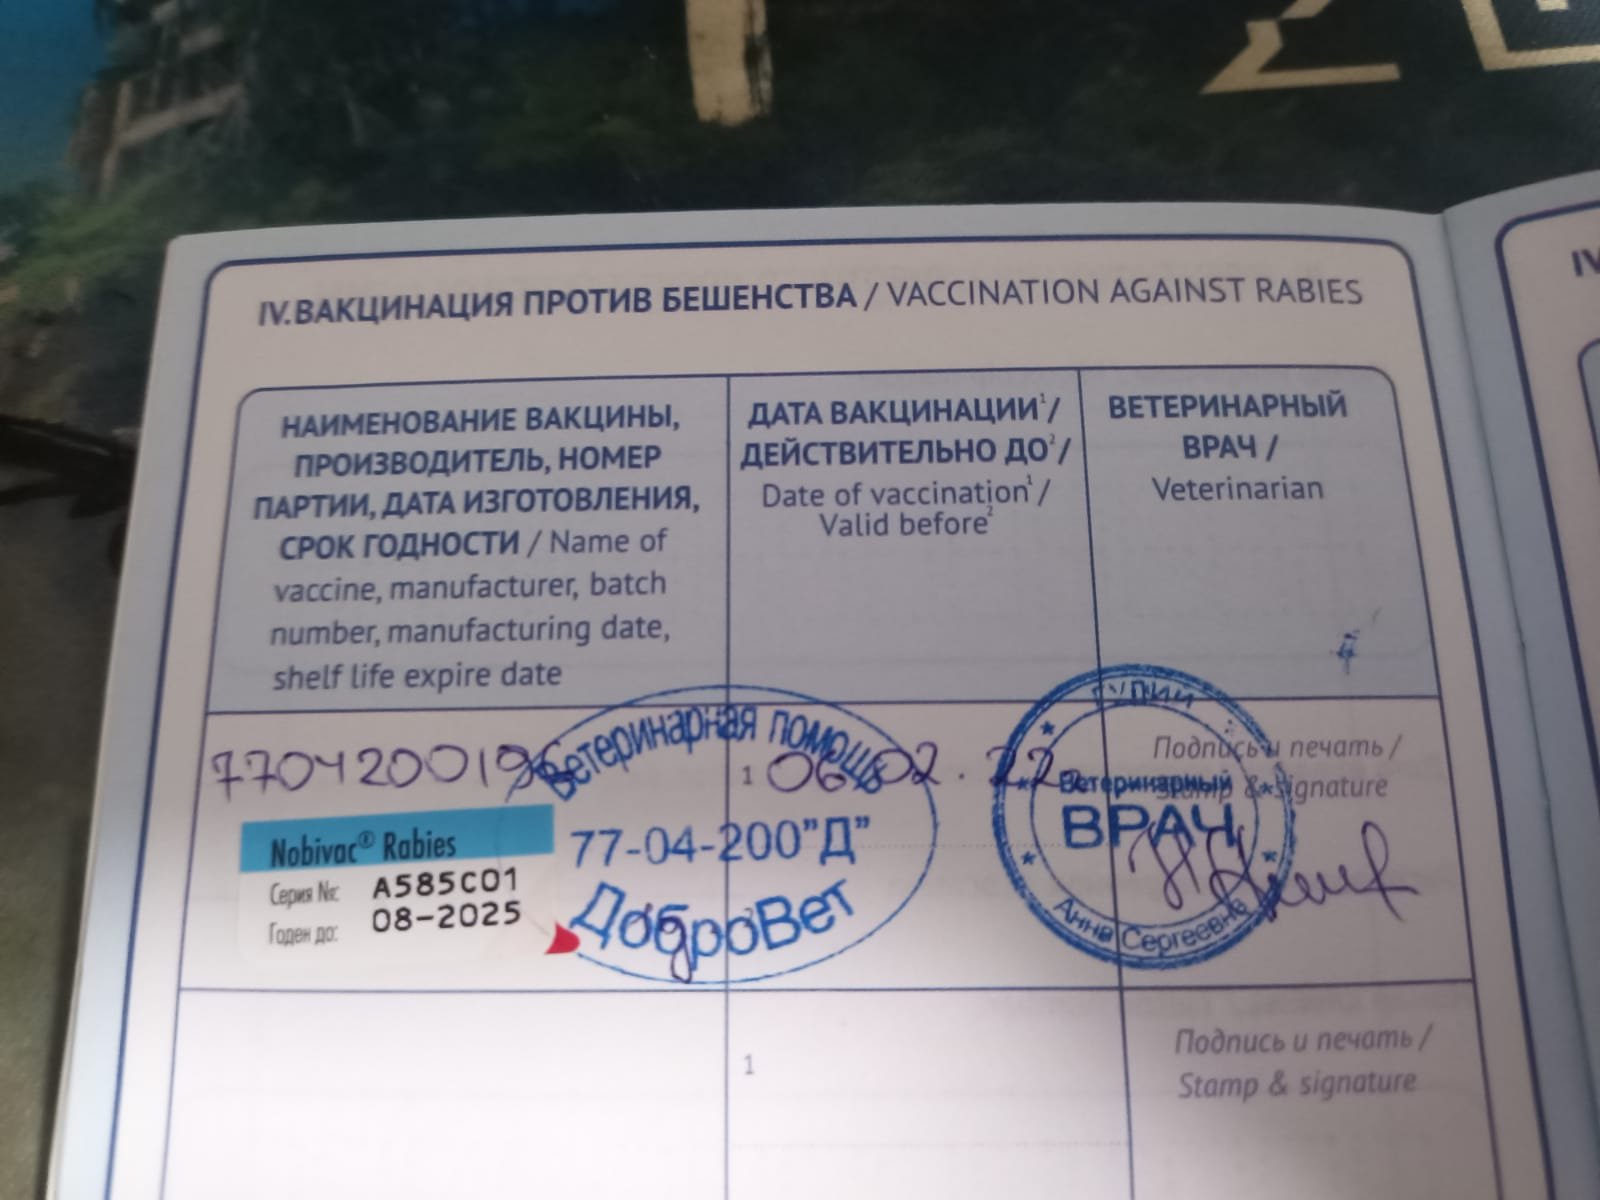 IV.ВАКЦИНАЦИЯ ПРОТИВ БЕШЕНСТВА / VACCINATION AGAINST RABIES
НАИМЕНОВАНИЕ ВАКЦИНЫ,
ПРОИЗВОДИТЕЛЬ, НОМЕР
ПАРТИИ, ДАТА ИЗГОТОВЛЕНИЯ,
СРОК ГОДНОСТИ / Name of
vaccine, manufacturer, batch
number, manufacturing date,
shelf life expire date
ДАТА ВАКЦИНАЦИИ¹/
ДЕЙСТВИТЕЛЬНО ДО²/
Date of vaccination¹/
Valid before²
ВЕТЕРИНАРНЫЙ
ВРАЧ /
Veterinarian
Nobivac® Rabies
Серия №: A585C01
Годен до: 08-2025
Ветеринарная помощь
77-04-200"Д"
ДоброВет
1 06.02.22
Подпись и печать /
Stamp & signature
Ветеринарный
ВРАЧ
Анна Сергеевна
1
Подпись и печать /
Stamp & signature
IV